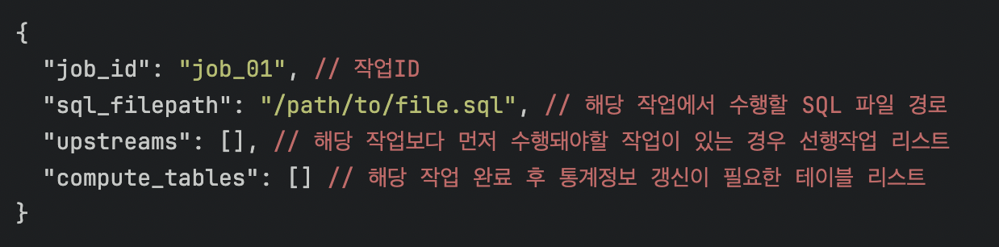 {
"job_id": "job_01", // 작업ID
"sql_filepath": "/path/to/file.sql", // 해당 작업에서 수행할 SQL 파일 경로
"upstreams": [], // 해당 작업보다 먼저 수행돼야할 작업이 있는 경우 선행작업 리스트
"compute_tables": [] // 해당 작업 완료 후 통계정보 갱신이 필요한 테이블 리스트
}